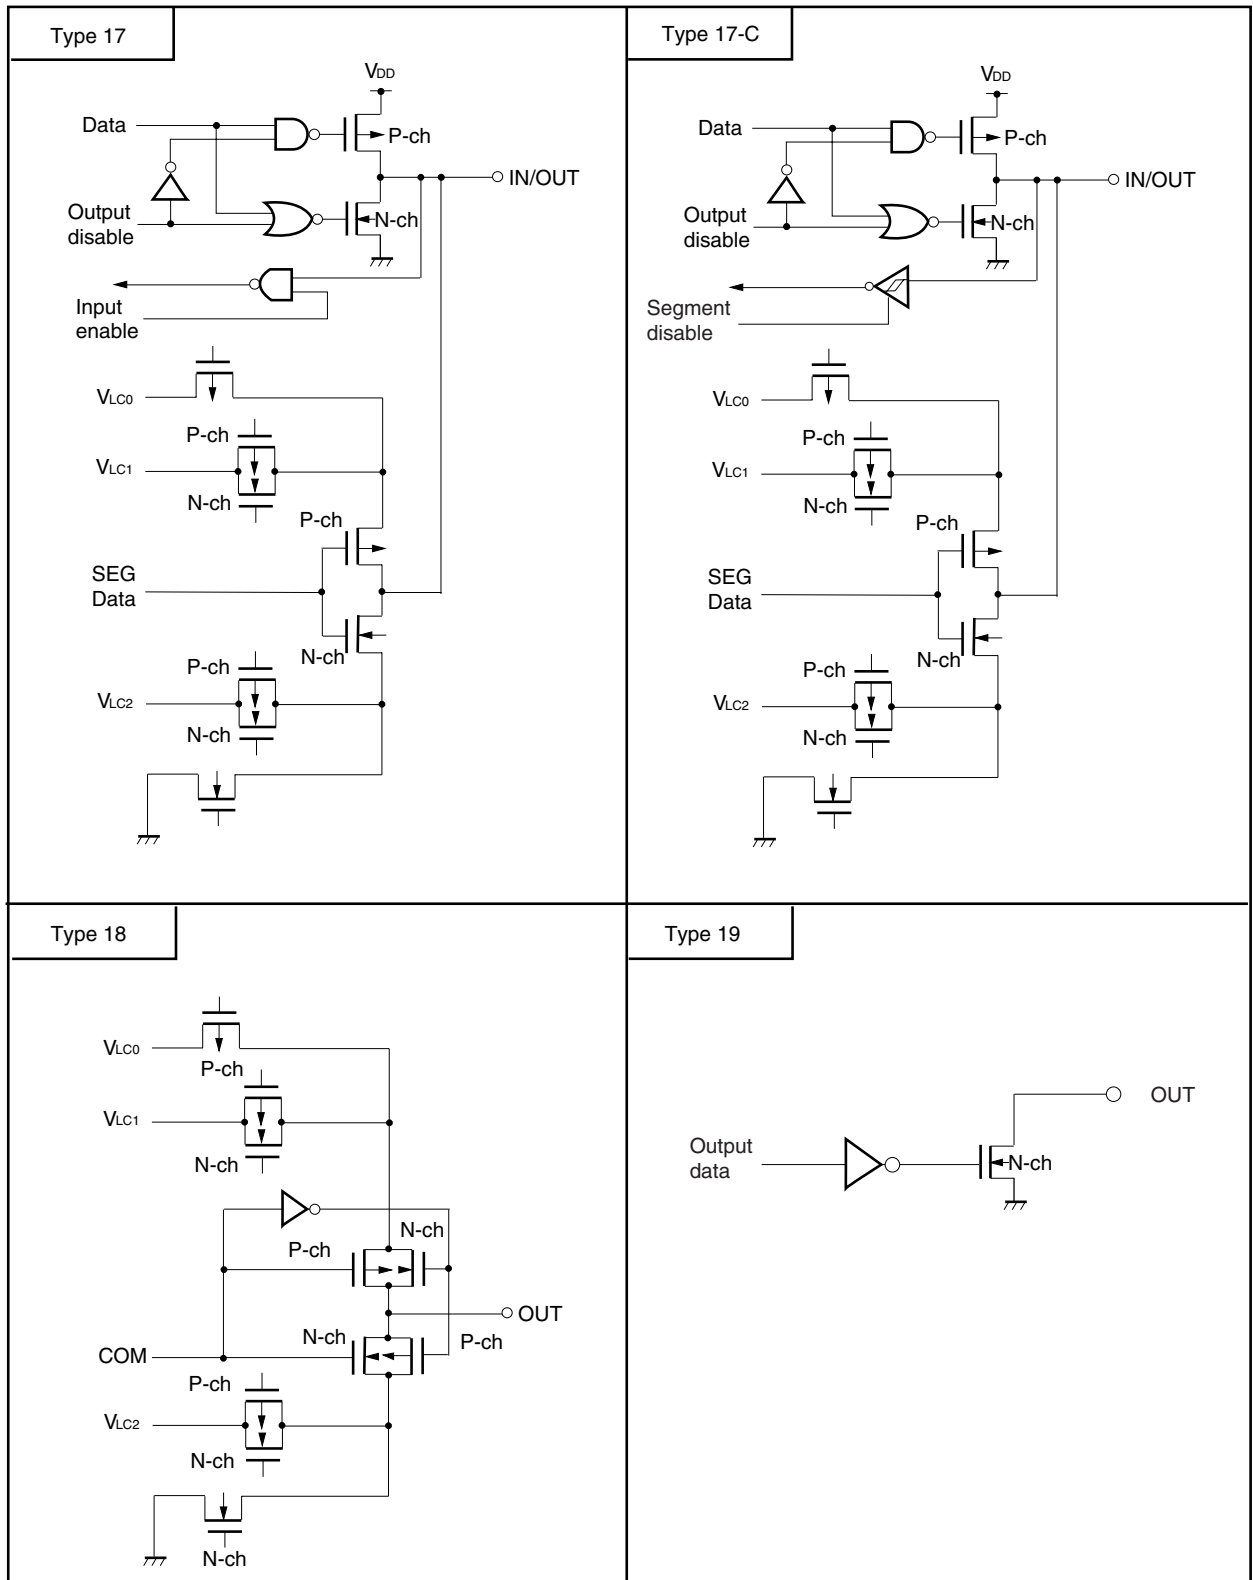 Type 17
VDD
Data
P-ch
IN/OUT
Output
disable
N-ch
Input
enable
VLC0
P-ch
VLC1
N-ch
P-ch
SEG
Data
N-ch
P-ch
VLC2
N-ch
Type 17-C
VDD
Data
P-ch
IN/OUT
Output
disable
N-ch
Segment
disable
VLC0
P-ch
VLC1
N-ch
P-ch
SEG
Data
N-ch
P-ch
VLC2
N-ch
Type 18
VLC0
P-ch
VLC1
N-ch
N-ch
P-ch
OUT
N-ch
P-ch
COM
P-ch
VLC2
N-ch
N-ch
Type 19
OUT
Output
data
N-ch